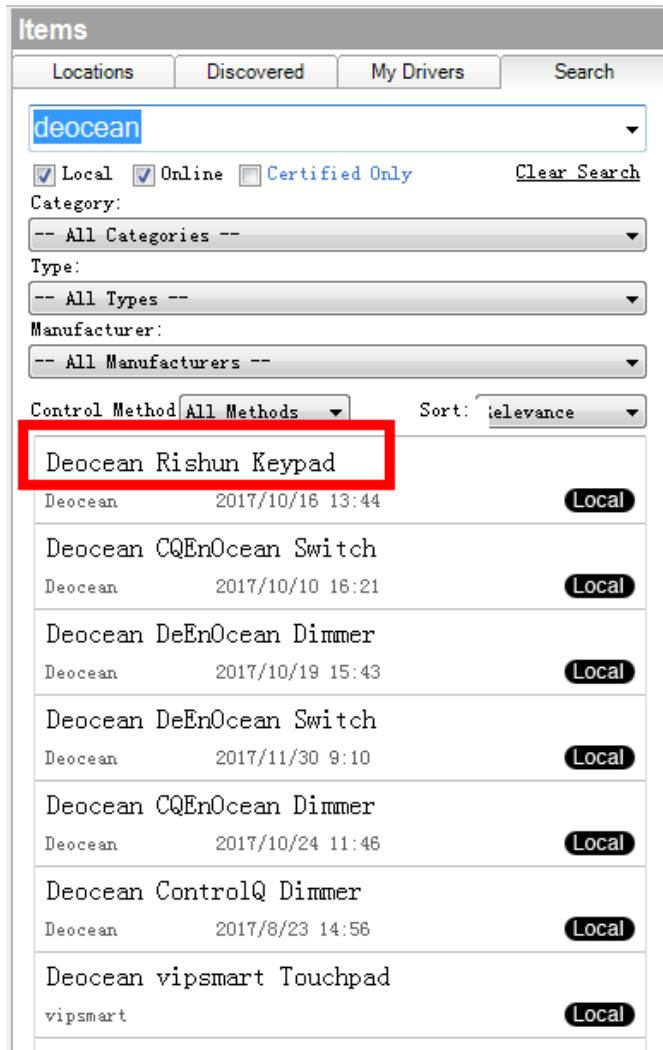 Items
Locations Discovered My Drivers Search
deocean
Local Online Certified Only Clear Search
Category:
-- All Categories --
Type:
-- All Types --
Manufacturer:
-- All Manufacturers --
Control Method All Methods Sort: elevance
Deocean Rishun Keypad
Deocean 2017/10/16 13:44 Local
Deocean CQEnOcean Switch
Deocean 2017/10/10 16:21 Local
Deocean DeEnOcean Dimmer
Deocean 2017/10/19 15:43 Local
Deocean DeEnOcean Switch
Deocean 2017/11/30 9:10 Local
Deocean CQEnOcean Dimmer
Deocean 2017/10/24 11:46 Local
Deocean ControlQ Dimmer
Deocean 2017/8/23 14:56 Local
Deocean vipsmart Touchpad
vipsmart Local